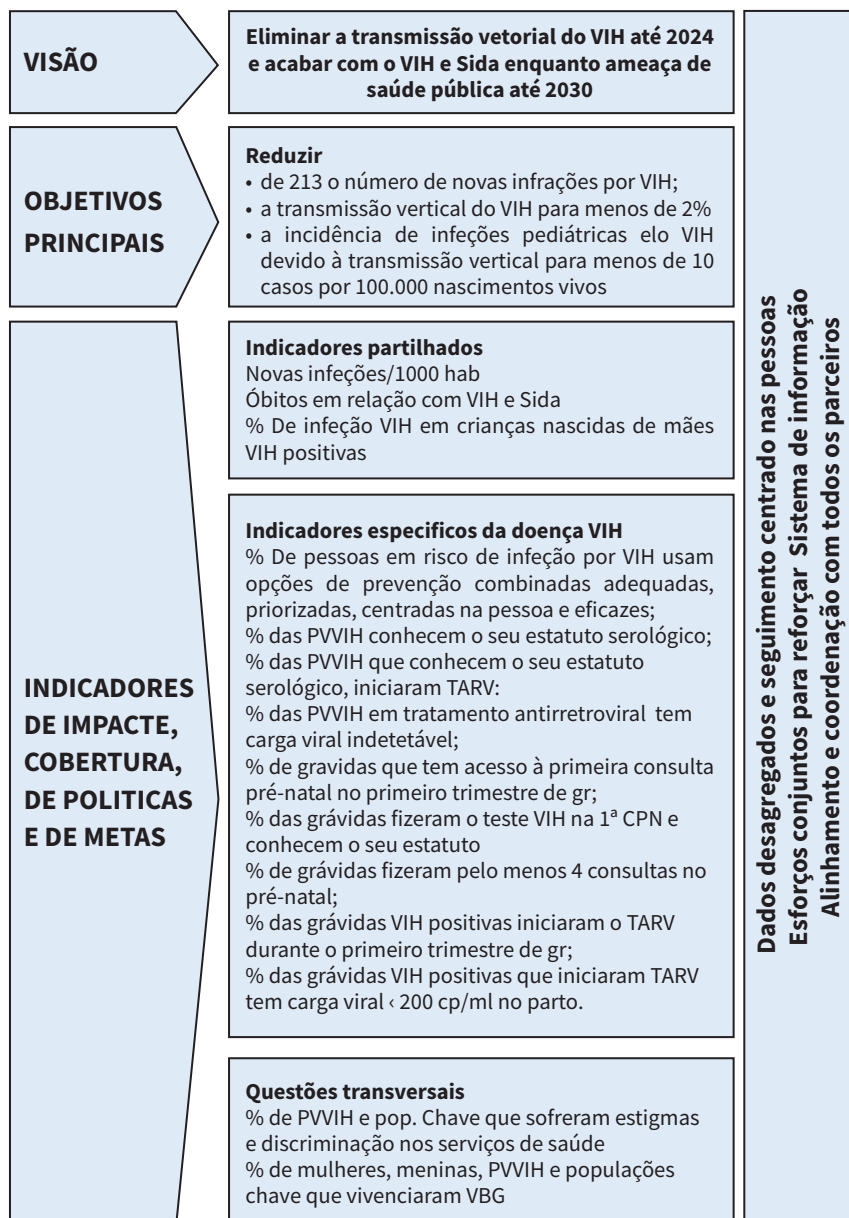 VISÃO
Eliminar a transmissão vetorial do VIH até 2024
e acabar com o VIH e Sida enquanto ameaça de
saúde pública até 2030
OBJETIVOS
PRINCIPAIS
Reduzir
• de 213 o número de novas infrações por VIH;
• a transmissão vertical do VIH para menos de 2%
• a incidência de infeções pediátricas elo VIH
devido à transmissão vertical para menos de 10
casos por 100.000 nascimentos vivos
INDICADORES
DE IMPACTE,
COBERTURA,
DE POLITICAS
E DE METAS
Indicadores partilhados
Novas infeções/1000 hab
Óbitos em relação com VIH e Sida
% De infeção VIH em crianças nascidas de mães
VIH positivas
Indicadores especificos da doença VIH
% De pessoas em risco de infeção por VIH usam
opções de prevenção combinadas adequadas,
priorizadas, centradas na pessoa e eficazes;
% das PVVIH conhecem o seu estatuto serológico;
% das PVVIH que conhecem o seu estatuto
serológico, iniciaram TARV:
% das PVVIH em tratamento antirretroviral tem
carga viral indetetável;
% de gravidas que tem acesso à primeira consulta
pré-natal no primeiro trimestre de gr;
% das grávidas fizeram o teste VIH na 1ª CPN e
conhecem o seu estatuto
% de grávidas fizeram pelo menos 4 consultas no
pré-natal;
% das grávidas VIH positivas iniciaram o TARV
durante o primeiro trimestre de gr;
% das grávidas VIH positivas que iniciaram TARV
tem carga viral ‹ 200 cp/ml no parto.
Questões transversais
% de PVVIH e pop. Chave que sofreram estigmas
e discriminação nos serviços de saúde
% de mulheres, meninas, PVVIH e populações
chave que vivenciaram VBG
Dados desagregados e seguimento centrado nas pessoas
Esforços conjuntos para reforçar Sistema de informação
Alinhamento e coordenação com todos os parceiros